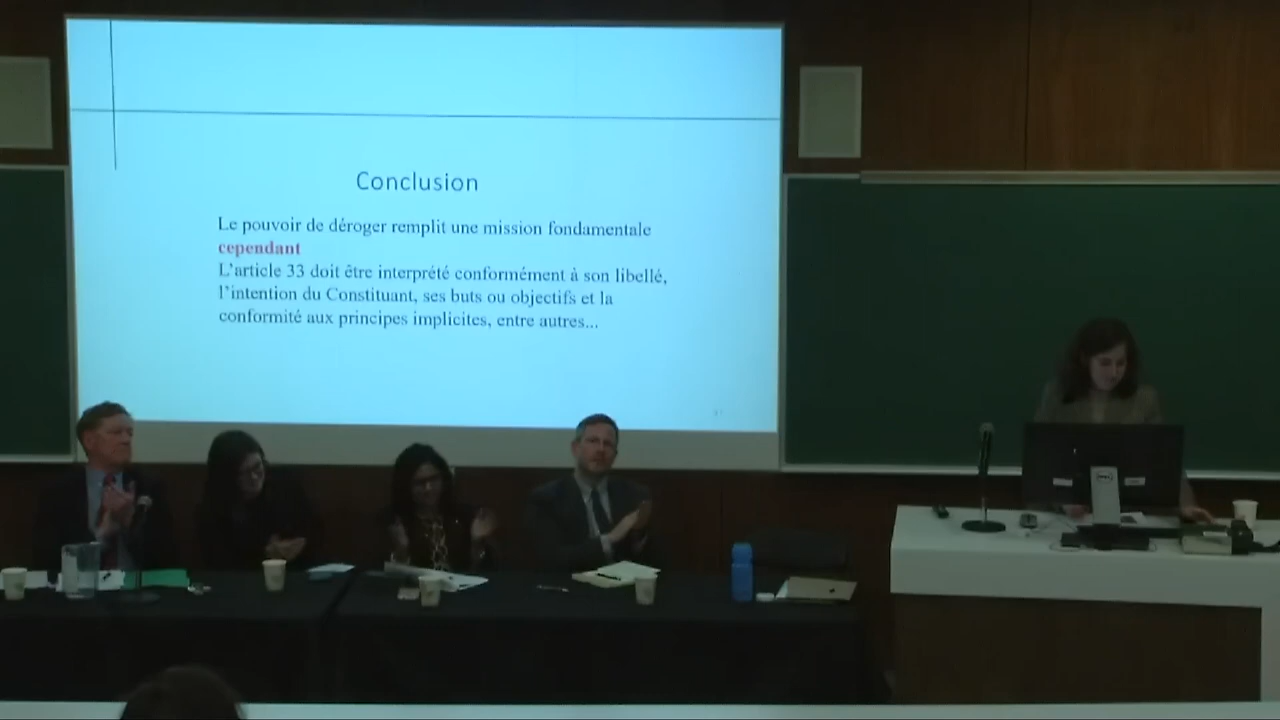 Conclusion
Le pouvoir de déroger remplit une mission fondamentale
cependant
L'article 33 doit être interprété conformément à son libellé,
l'intention du Constituant, ses buts ou objectifs et la
conformité aux principes implicites, entre autres...
DELL